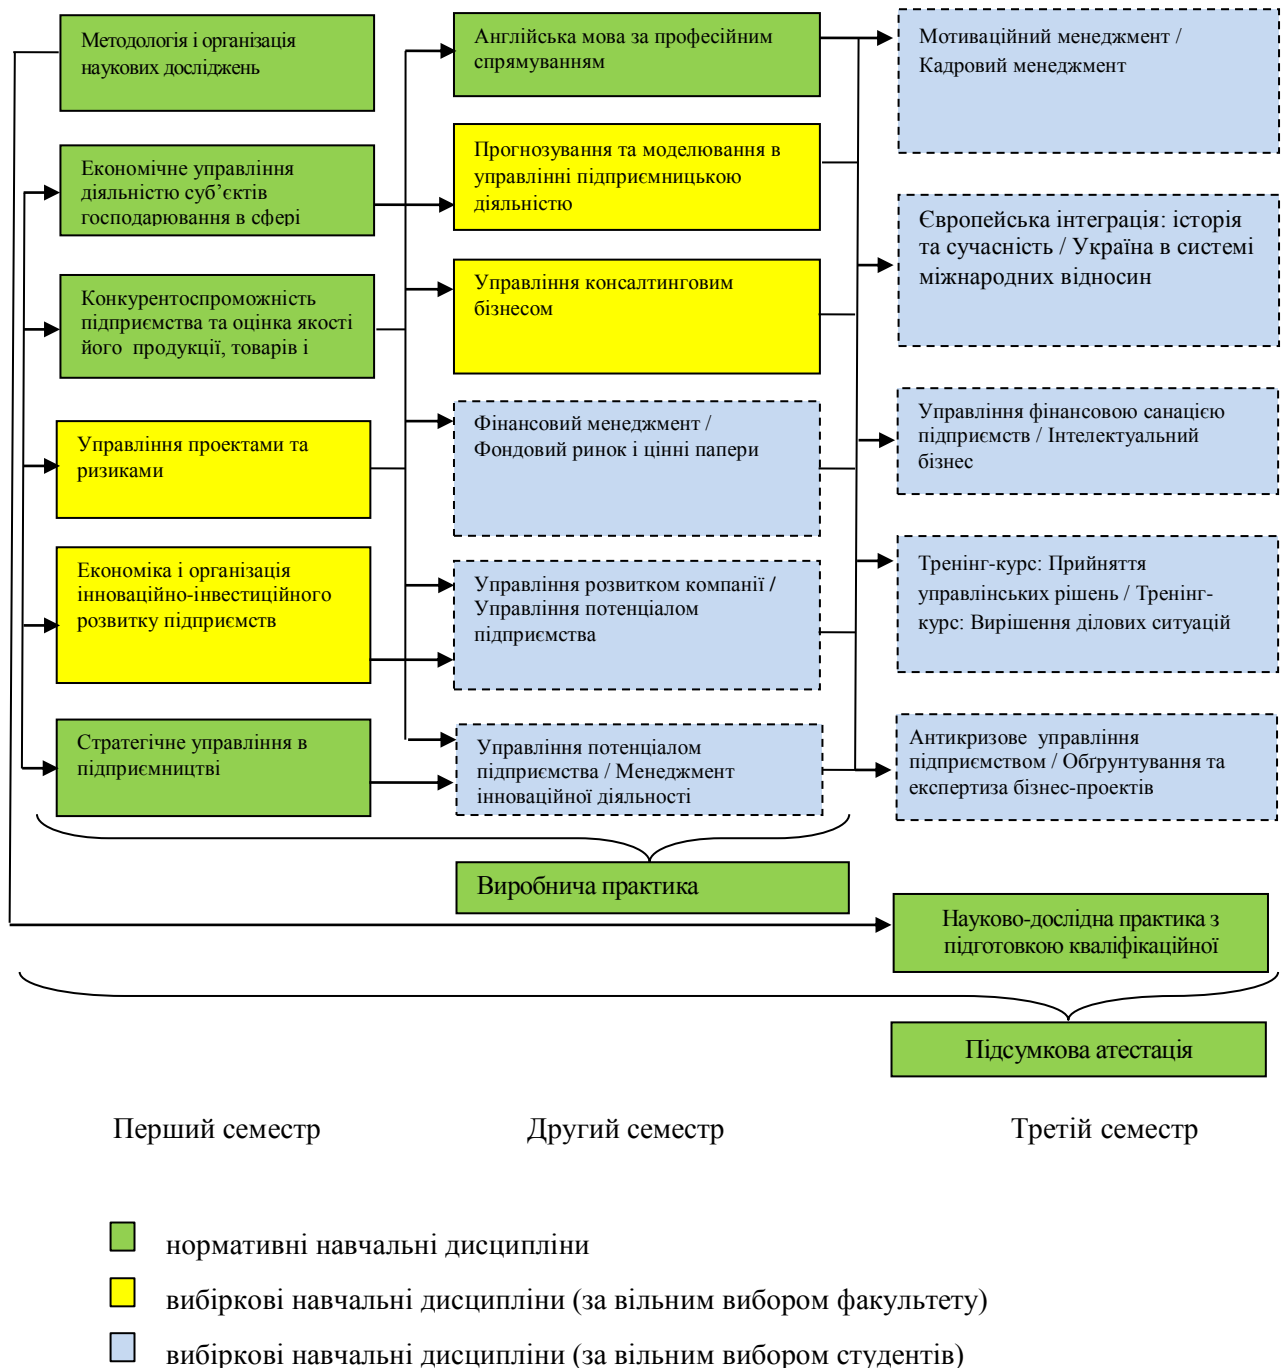 Методологія і організація
наукових досліджень
Економічне управління
діяльністю суб’єктів
господарювання в сфері
Конкурентоспроможність
підприємства та оцінка якості
його продукції, товарів і
Управління проектами та
ризиками
Економіка і організація
інноваційно-інвестиційного
розвитку підприємств
Стратегічне управління в
підприємництві
Англійська мова за професійним
спрямуванням
Прогнозування та моделювання в
управлінні підприємницькою
діяльністю
Управління консалтинговим
бізнесом
Фінансовий менеджмент /
Фондовий ринок і цінні папери
Управління розвитком компанії /
Управління потенціалом
підприємства
Управління потенціалом
підприємства / Менеджмент
інноваційної діяльності
Мотиваційний менеджмент /
Кадровий менеджмент
Європейська інтеграція: історія
та сучасність / Україна в системі
міжнародних відносин
Управління фінансовою санацією
підприємств / Інтелектуальний
бізнес
Тренінг-курс: Прийняття
управлінських рішень / Тренінг-
курс: Вирішення ділових ситуацій
Антикризове управління
підприємством / Обґрунтування та
експертиза бізнес-проектів
Виробнича практика
Науково-дослідна практика з
підготовкою кваліфікаційної
Підсумкова атестація
Перший семестр
Другий семестр
Третій семестр
нормативні навчальні дисципліни
вибіркові навчальні дисципліни (за вільним вибором факультету)
вибіркові навчальні дисципліни (за вільним вибором студентів)